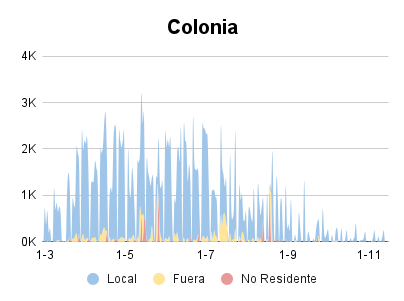 Colonia
4K
3K
2K
1K
0K
1-3 1-5 1-7 1-9 1-11
Local Fuera No Residente